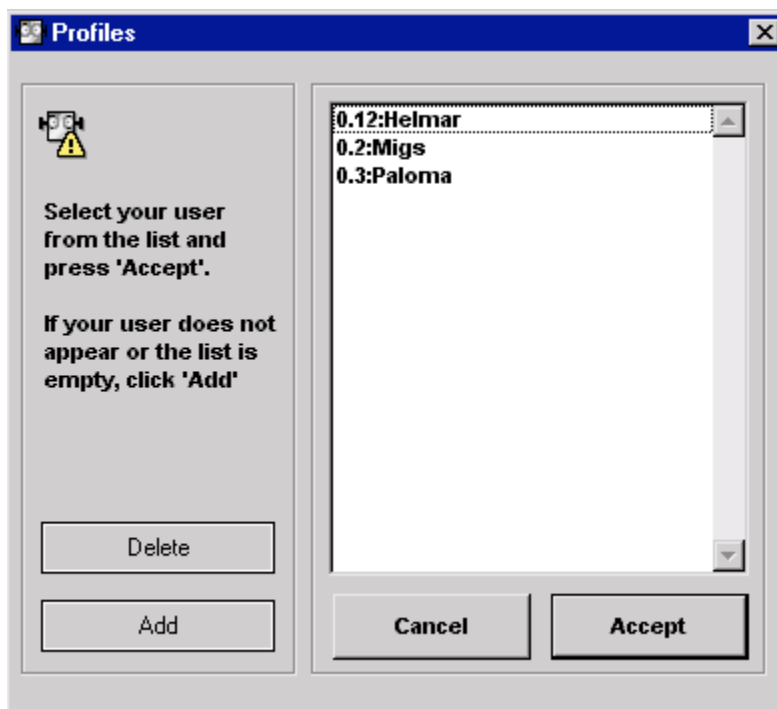 Profiles
Select your user
from the list and
press 'Accept'.
If your user does not
appear or the list is
empty, click 'Add'
Delete
Add
0.12:Helmar
0.2:Migs
0.3:Paloma
Cancel
Accept